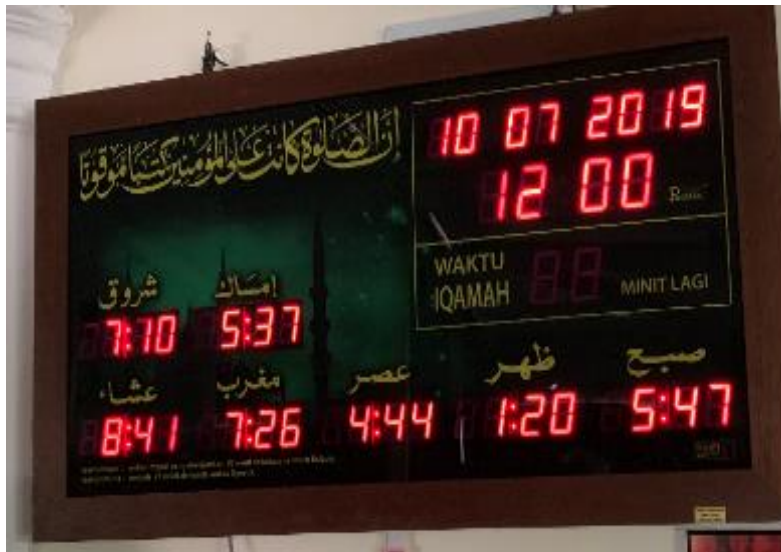 إن الصلوة كانت على المؤمنين كتبا موقوتا
10 07 2019
12 00
WAKTU
IQAMAH
MINIT LAGI
شروق
إمساك
7:10
5:37
صبح
ظهر
عصر
مغرب
عشاء
5:47
1:20
4:44
7:26
8:41